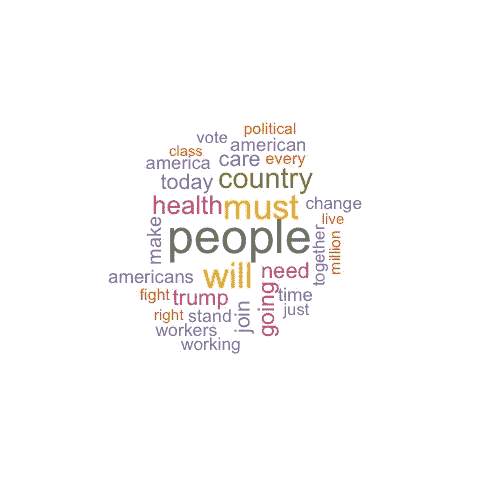 political
vote
american
class
america
care
every
today
country
health
must
change
live
make
people
together
million
americans
will
need
fight
trump
going
time
right
stand
join
just
workers
working